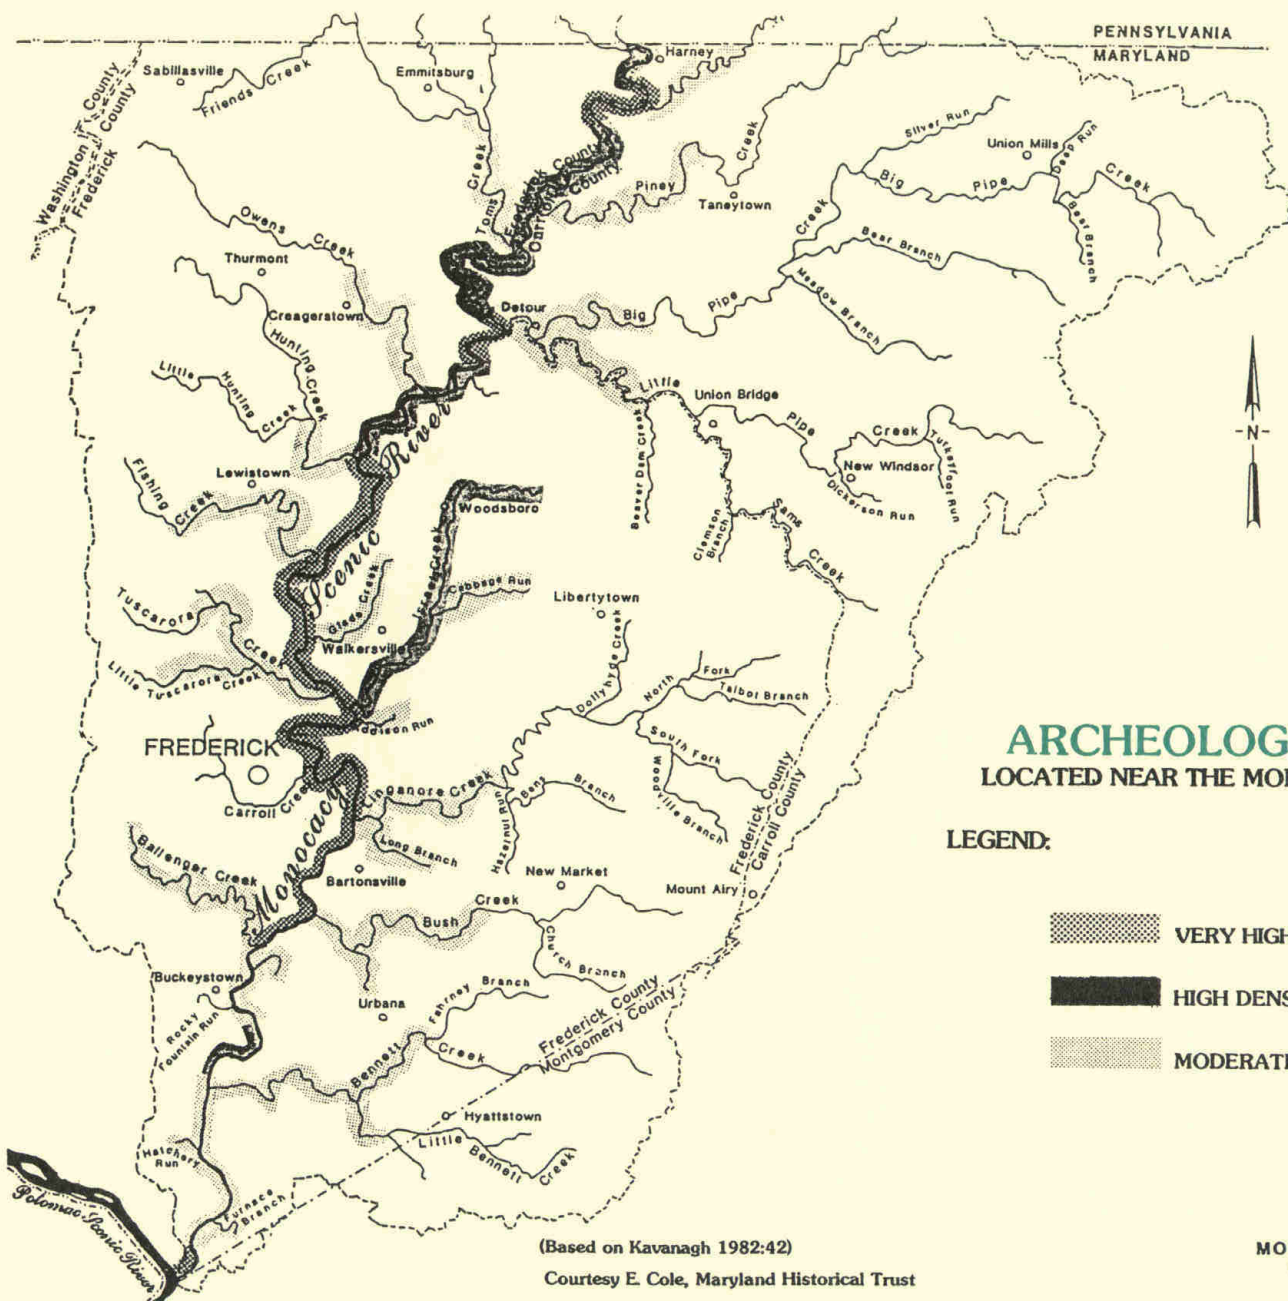 PENNSYLVANIA
MARYLAND
Harney
Sabillasville
Emmitsburg
Friends Creek
Washington County
Frederick County
Silver Run
Union Mills
Deep Run
Big Pipe Creek
Bear Branch
Toms Creek
Frederick County
Carroll County
Piney Creek
Taneytown
Owens Creek
Thurmont
Creagerstown
Bear Branch
Meadow Branch
Detour
Big Pipe Creek
Hunting Creek
Little Hunting Creek
Little Pipe Creek
Union Bridge
New Windsor
Turkeyfoot Run
Dickerson Run
Beaver Dam Creek
Clemson Branch
Sams Creek
-N-
Fishing Creek
Lewistown
Monocacy Scenic River
Woodsboro
Israel Creek
Cabbage Run
Glade Creek
Walkersville
Tuscarora Creek
Little Tuscarora Creek
Libertytown
Dollyhyde Creek
North Fork
Talbot Branch
South Fork
Woodville Branch
FREDERICK
Carroll Creek
Run
Linganore Creek
Hazelnut Run
Bens Branch
Long Branch
Bartonsville
Ballenger Creek
New Market
Mount Airy
Frederick County
Carroll County
Bush Creek
Church Branch
Buckeystown
Rocky Fountain Run
Urbana
Fahrney Branch
Bennett Creek
Frederick County
Montgomery County
Hyattstown
Little Bennett Creek
Hatchery Run
Furnace Branch
Potomac Scenic River
ARCHEOLOG
LOCATED NEAR THE MO
LEGEND:
VERY HIGH
HIGH DENS
MODERAT
(Based on Kavanagh 1982:42)
Courtesy E. Cole, Maryland Historical Trust
MO